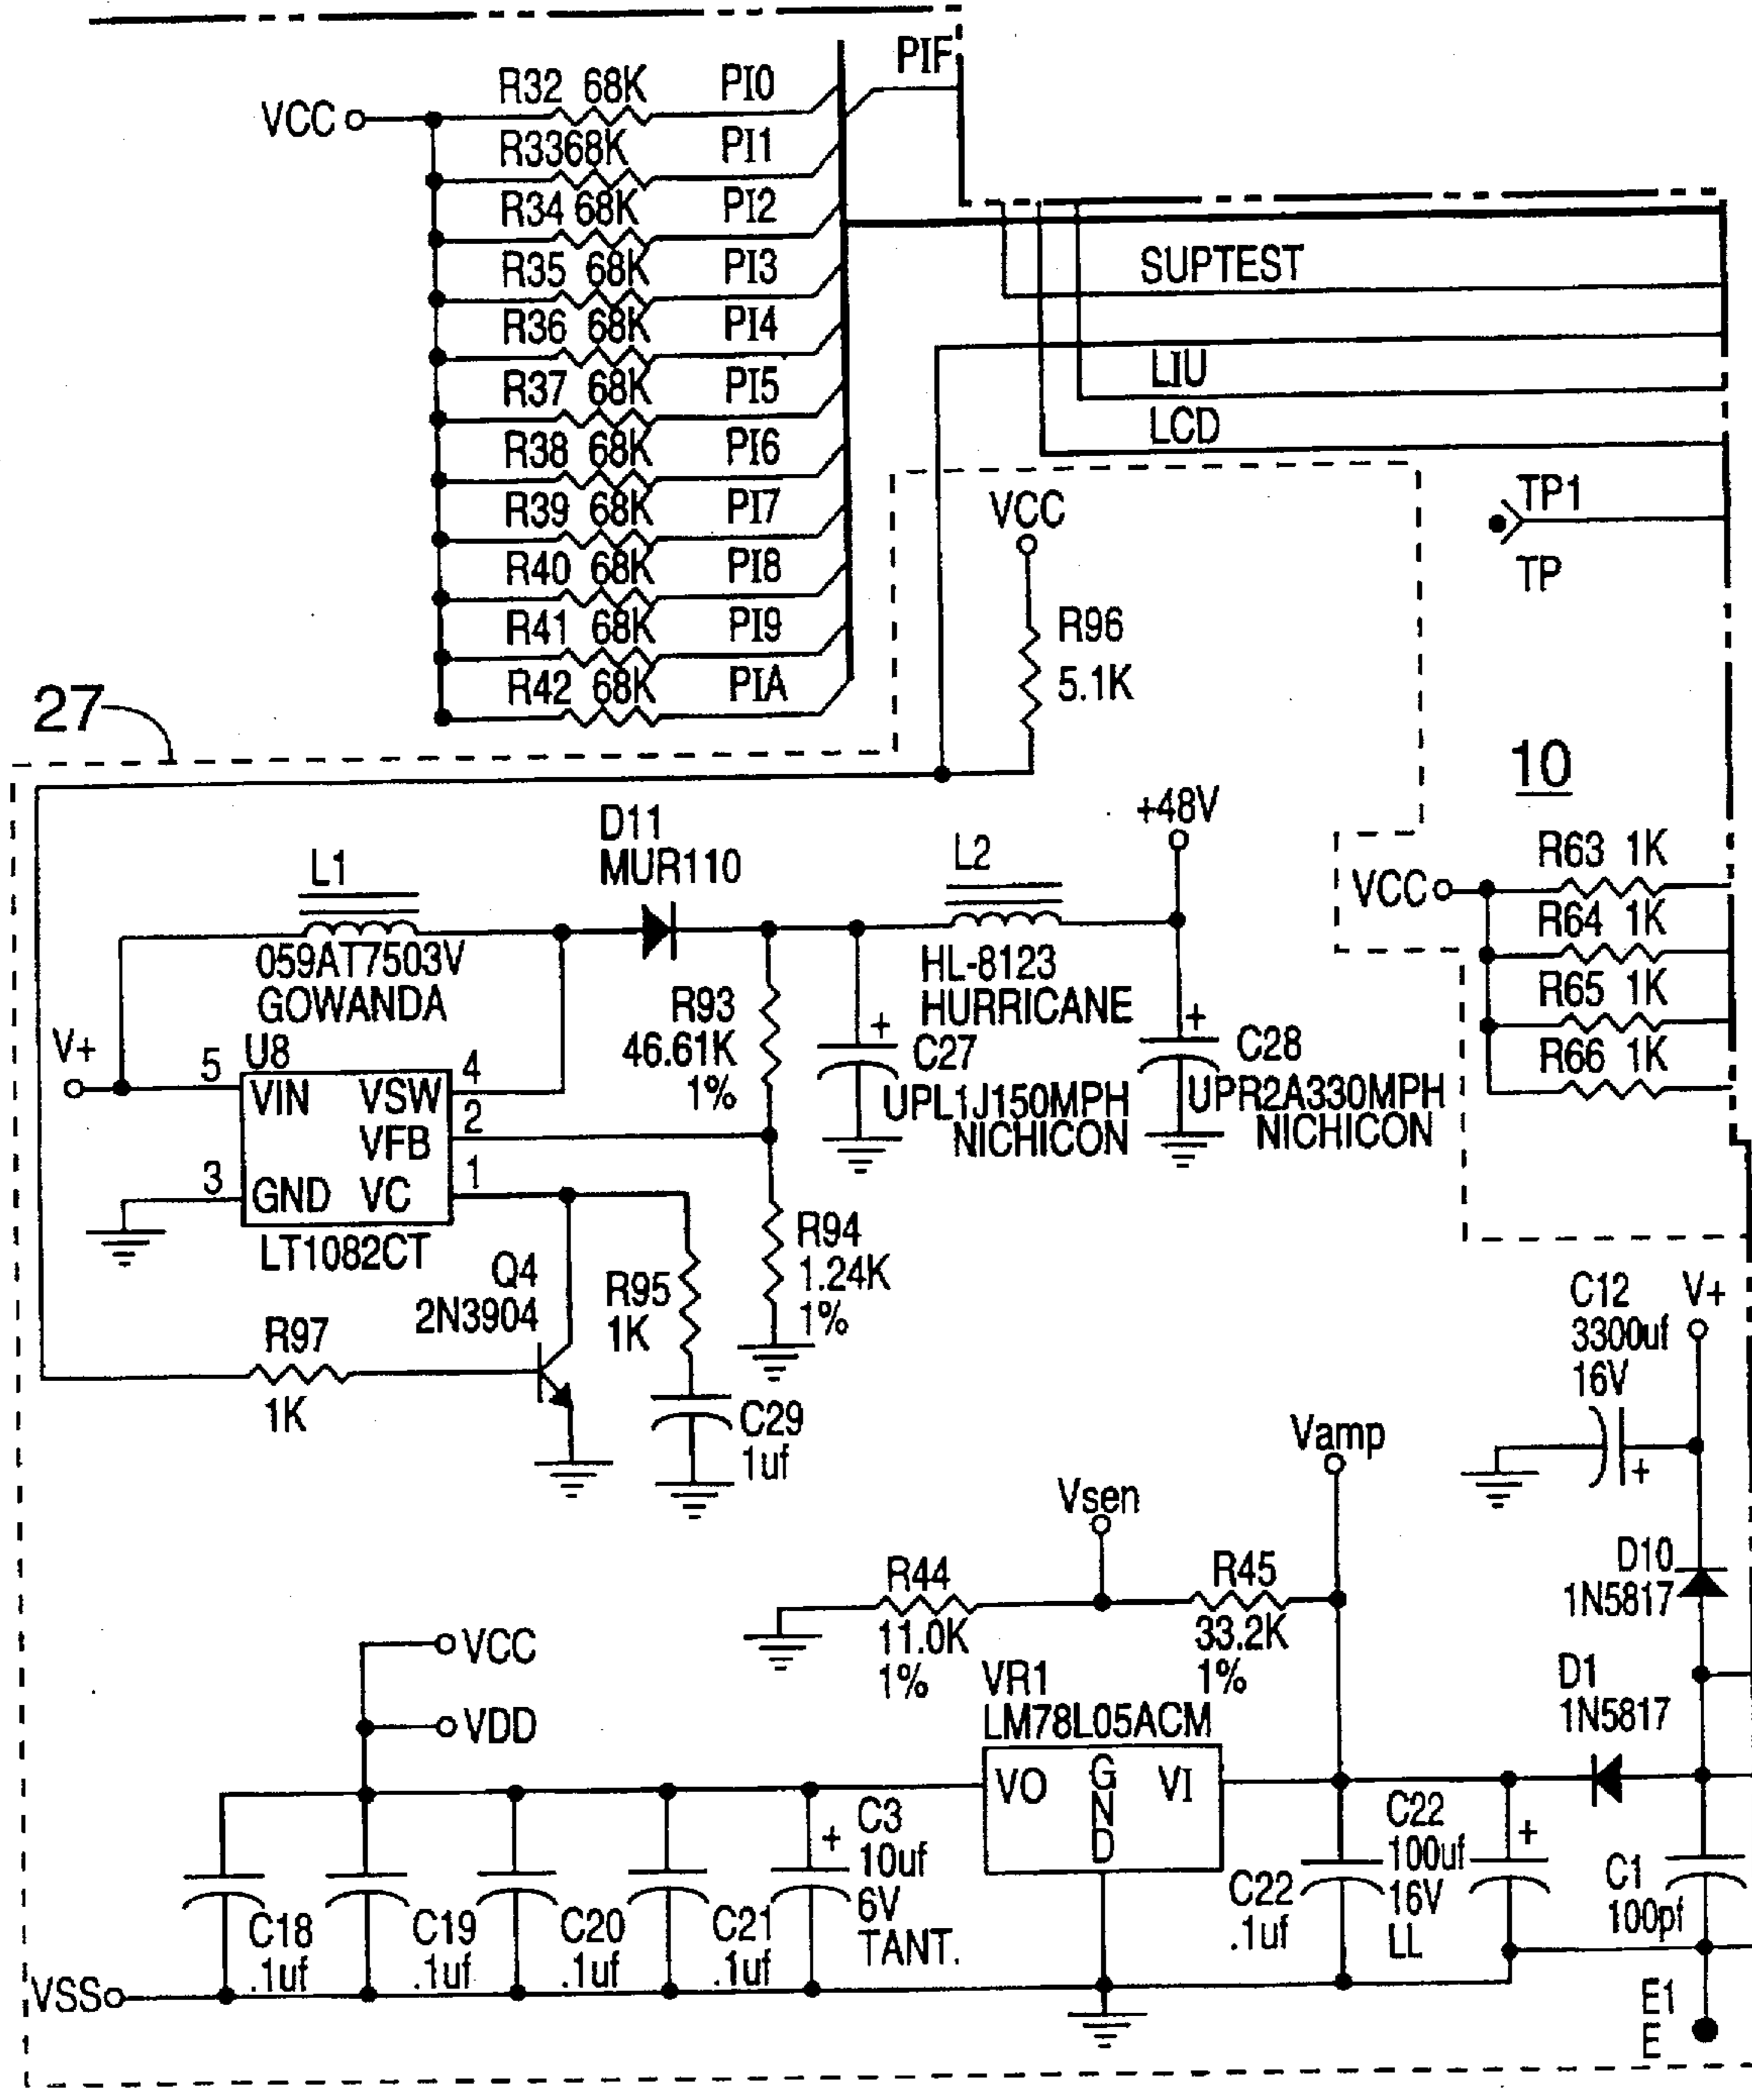 PIF
R32 68K PI0
VCC
R33 68K PI1
R34 68K PI2
R35 68K PI3
R36 68K PI4
R37 68K PI5
R38 68K PI6
R39 68K PI7
R40 68K PI8
R41 68K PI9
R42 68K PIA
SUPTEST
LIU
LCD
TP1
TP
VCC
R96
5.1K
27
10
D11
MUR110
+48V
L1
L2
059AT7503V
GOWANDA
HL-8123
HURRICANE
VCC
R63 1K
R64 1K
R65 1K
R66 1K
V+
U8
5
VIN
VSW
4
VFB
2
3
GND
VC
1
LT1082CT
R93
46.61K
1%
+
C27
UPL1J150MPH
NICHICON
+
C28
UPR2A330MPH
NICHICON
R94
1.24K
1%
Q4
2N3904
R95
1K
R97
1K
C29
1uf
C12
3300uf
16V
V+
+
Vamp
Vsen
R44
11.0K
1%
R45
33.2K
1%
D10
1N5817
D1
1N5817
VCC
VDD
VR1
LM78L05ACM
VO
GND
VI
C3
+
10uf
6V
TANT.
C18
.1uf
C19
.1uf
C20
.1uf
C21
.1uf
C22
.1uf
C22
100uf
16V
LL
+
C1
100pf
VSS
E1
E